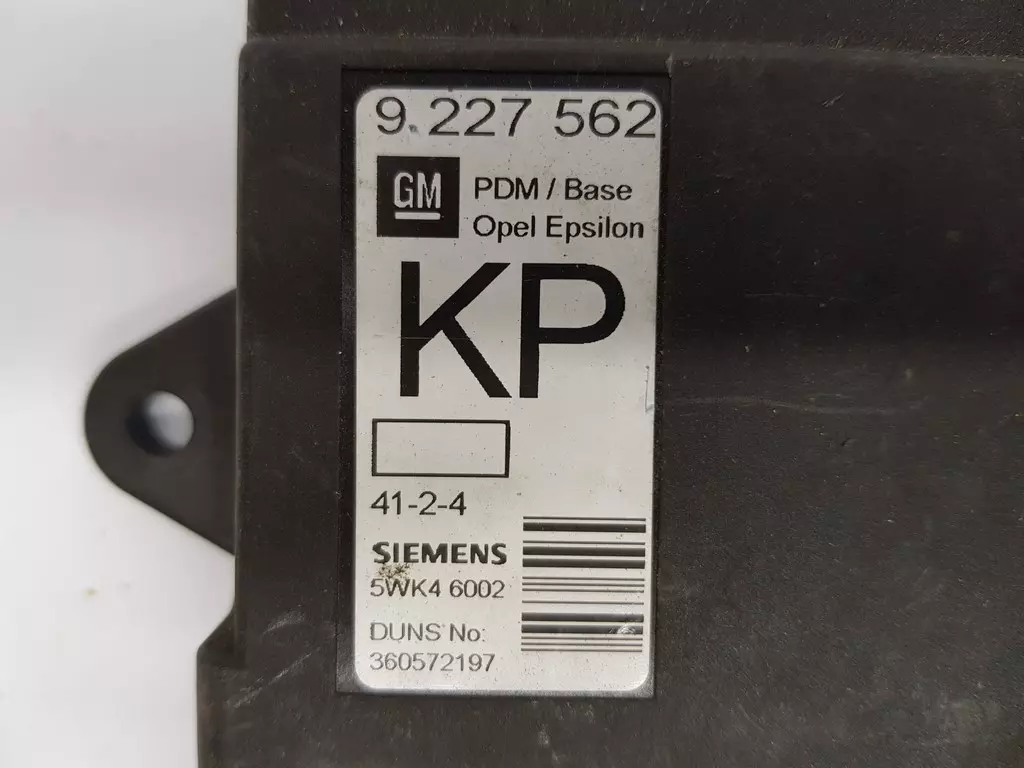 9.227 562
GM
PDM / Base
Opel Epsilon
KP
41-2-4
SIEMENS
5WK4 6002
DUNS No:
360572197